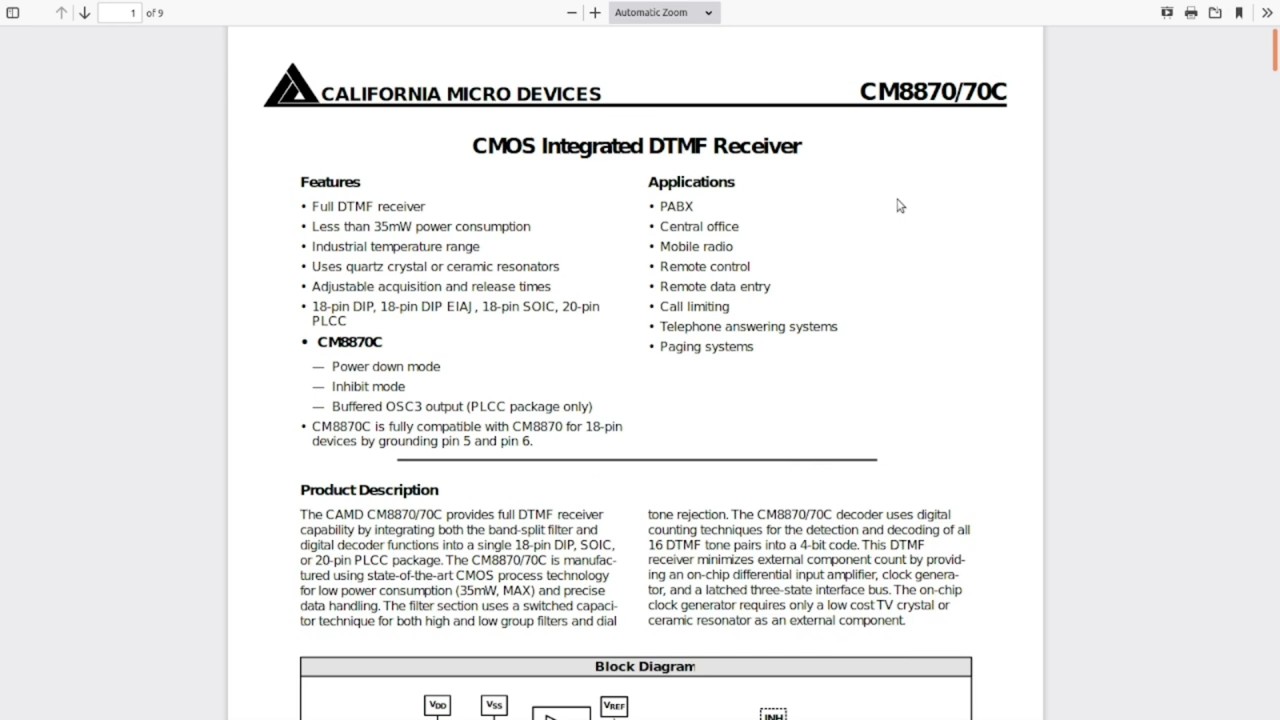 1 of 9
Automatic Zoom
CALIFORNIA MICRO DEVICES
CM8870/70C
CMOS Integrated DTMF Receiver
Features
• Full DTMF receiver
• Less than 35mW power consumption
• Industrial temperature range
• Uses quartz crystal or ceramic resonators
• Adjustable acquisition and release times
• 18-pin DIP, 18-pin DIP EIAJ, 18-pin SOIC, 20-pin
PLCC
• CM8870C
— Power down mode
— Inhibit mode
— Buffered OSC3 output (PLCC package only)
• CM8870C is fully compatible with CM8870 for 18-pin
devices by grounding pin 5 and pin 6.
Applications
• PABX
• Central office
• Mobile radio
• Remote control
• Remote data entry
• Call limiting
• Telephone answering systems
• Paging systems
Product Description
The CAMD CM8870/70C provides full DTMF receiver
capability by integrating both the band-split filter and
digital decoder functions into a single 18-pin DIP, SOIC,
or 20-pin PLCC package. The CM8870/70C is manufac-
tured using state-of-the-art CMOS process technology
for low power consumption (35mW, MAX) and precise
data handling. The filter section uses a switched capaci-
tor technique for both high and low group filters and dial
tone rejection. The CM8870/70C decoder uses digital
counting techniques for the detection and decoding of all
16 DTMF tone pairs into a 4-bit code. This DTMF
receiver minimizes external component count by provid-
ing an on-chip differential input amplifier, clock genera-
tor, and a latched three-state interface bus. The on-chip
clock generator requires only a low cost TV crystal or
ceramic resonator as an external component.
Block Diagram
VDD VSS VREF
INH